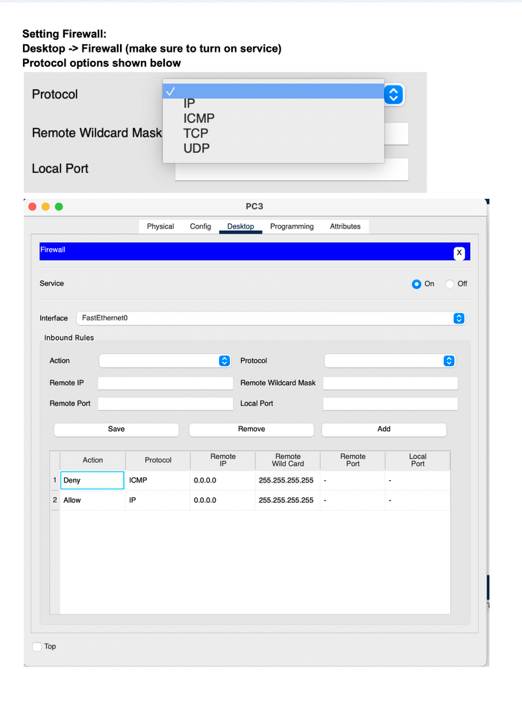 Setting Firewall:
Desktop -> Firewall (make sure to turn on service)
Protocol options shown below
Protocol
IP
ICMP
Remote Wildcard Mask
TCP
UDP
Local Port
PC3
Physical Config Desktop Programming Attributes
Firewall X
Service On Off
Interface FastEthernet0
Inbound Rules
Action Protocol
Remote IP Remote Wildcard Mask
Remote Port Local Port
Save Remove Add
Action Protocol Remote IP Remote Wild Card Remote Port Local Port
1 Deny ICMP 0.0.0.0 255.255.255.255 - -
2 Allow IP 0.0.0.0 255.255.255.255 - -
Top